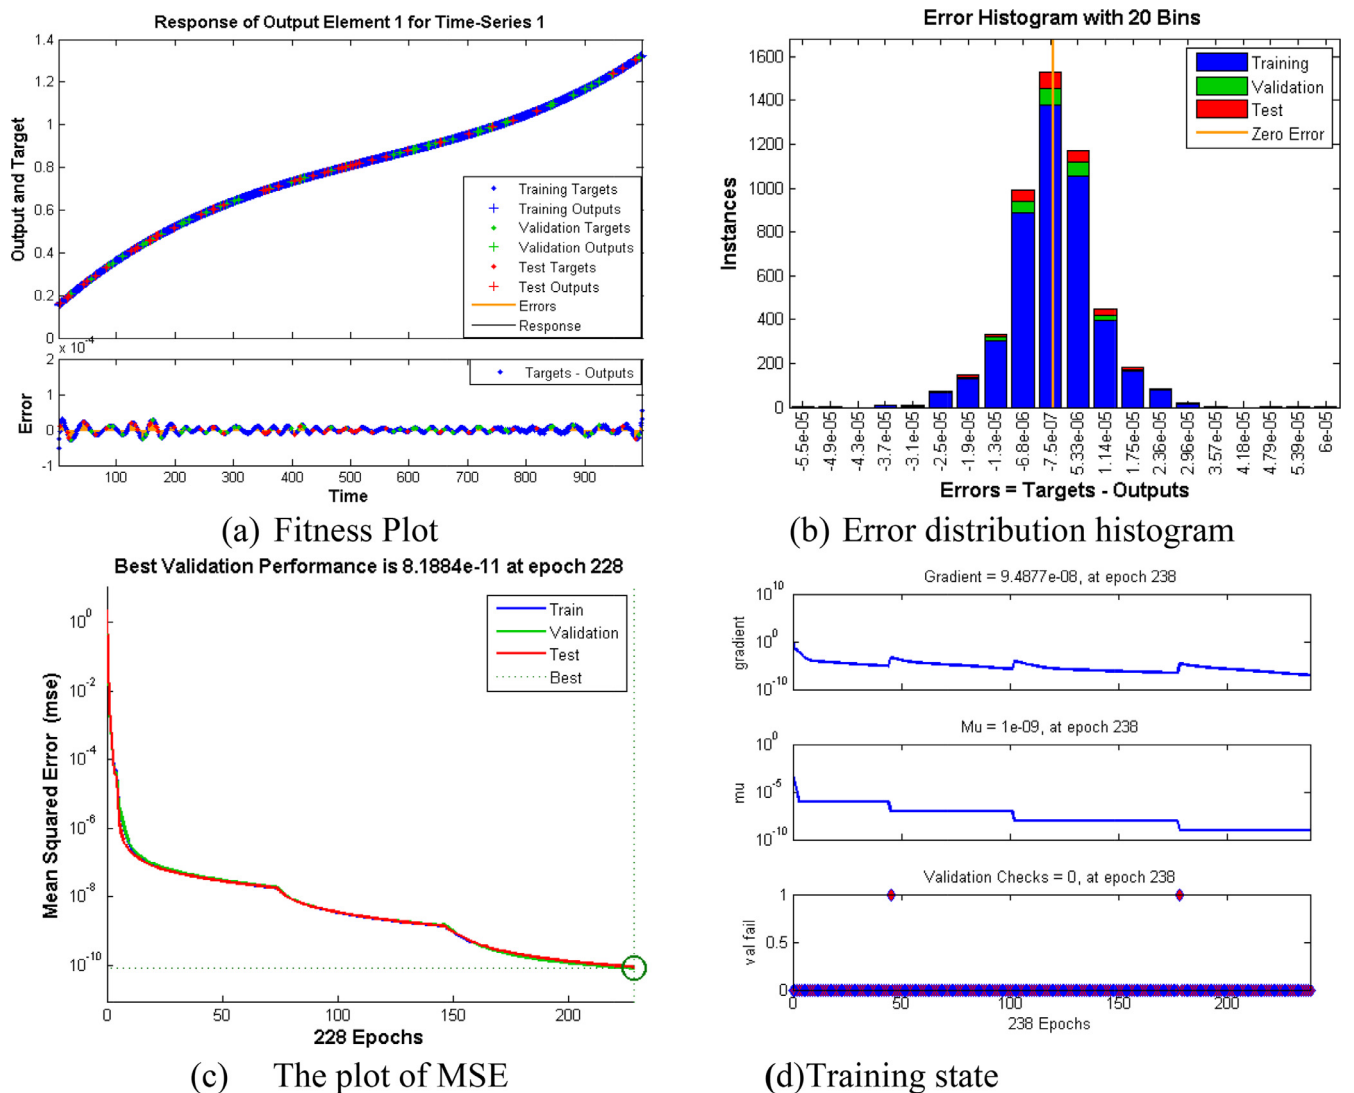 Response of Output Element 1 for Time-Series 1
Output and Target
1.4
1.2
1
0.8
0.6
0.4
0.2
0
Training Targets
Training Outputs
Validation Targets
Validation Outputs
Test Targets
Test Outputs
Errors
Response
100 200 300 400 500 600 700 800 900
x 10^-4
Error
2
1
0
-1
Targets - Outputs
100 200 300 400 500 600 700 800 900
Time
(a) Fitness Plot
Error Histogram with 20 Bins
Instances
1600
1400
1200
1000
800
600
400
200
0
Training
Validation
Test
Zero Error
-5.5e-05
-4.9e-05
-4.3e-05
-3.7e-05
-3.1e-05
-2.5e-05
-1.9e-05
-1.3e-05
-6.8e-06
-7.5e-07
5.33e-06
1.14e-05
1.75e-05
2.36e-05
2.96e-05
3.57e-05
4.18e-05
4.79e-05
5.39e-05
6e-05
Errors = Targets - Outputs
(b) Error distribution histogram
Best Validation Performance is 8.1884e-11 at epoch 228
Mean Squared Error (mse)
10^0
10^-2
10^-4
10^-6
10^-8
10^-10
Train
Validation
Test
Best
0 50 100 150 200
228 Epochs
(c) The plot of MSE
Gradient = 9.4877e-08, at epoch 238
gradient
10^10
10^0
10^-10
Mu = 1e-09, at epoch 238
mu
10^0
10^-5
10^-10
Validation Checks = 0, at epoch 238
val fail
1
0.5
0
0 50 100 150 200
238 Epochs
(d)Training state